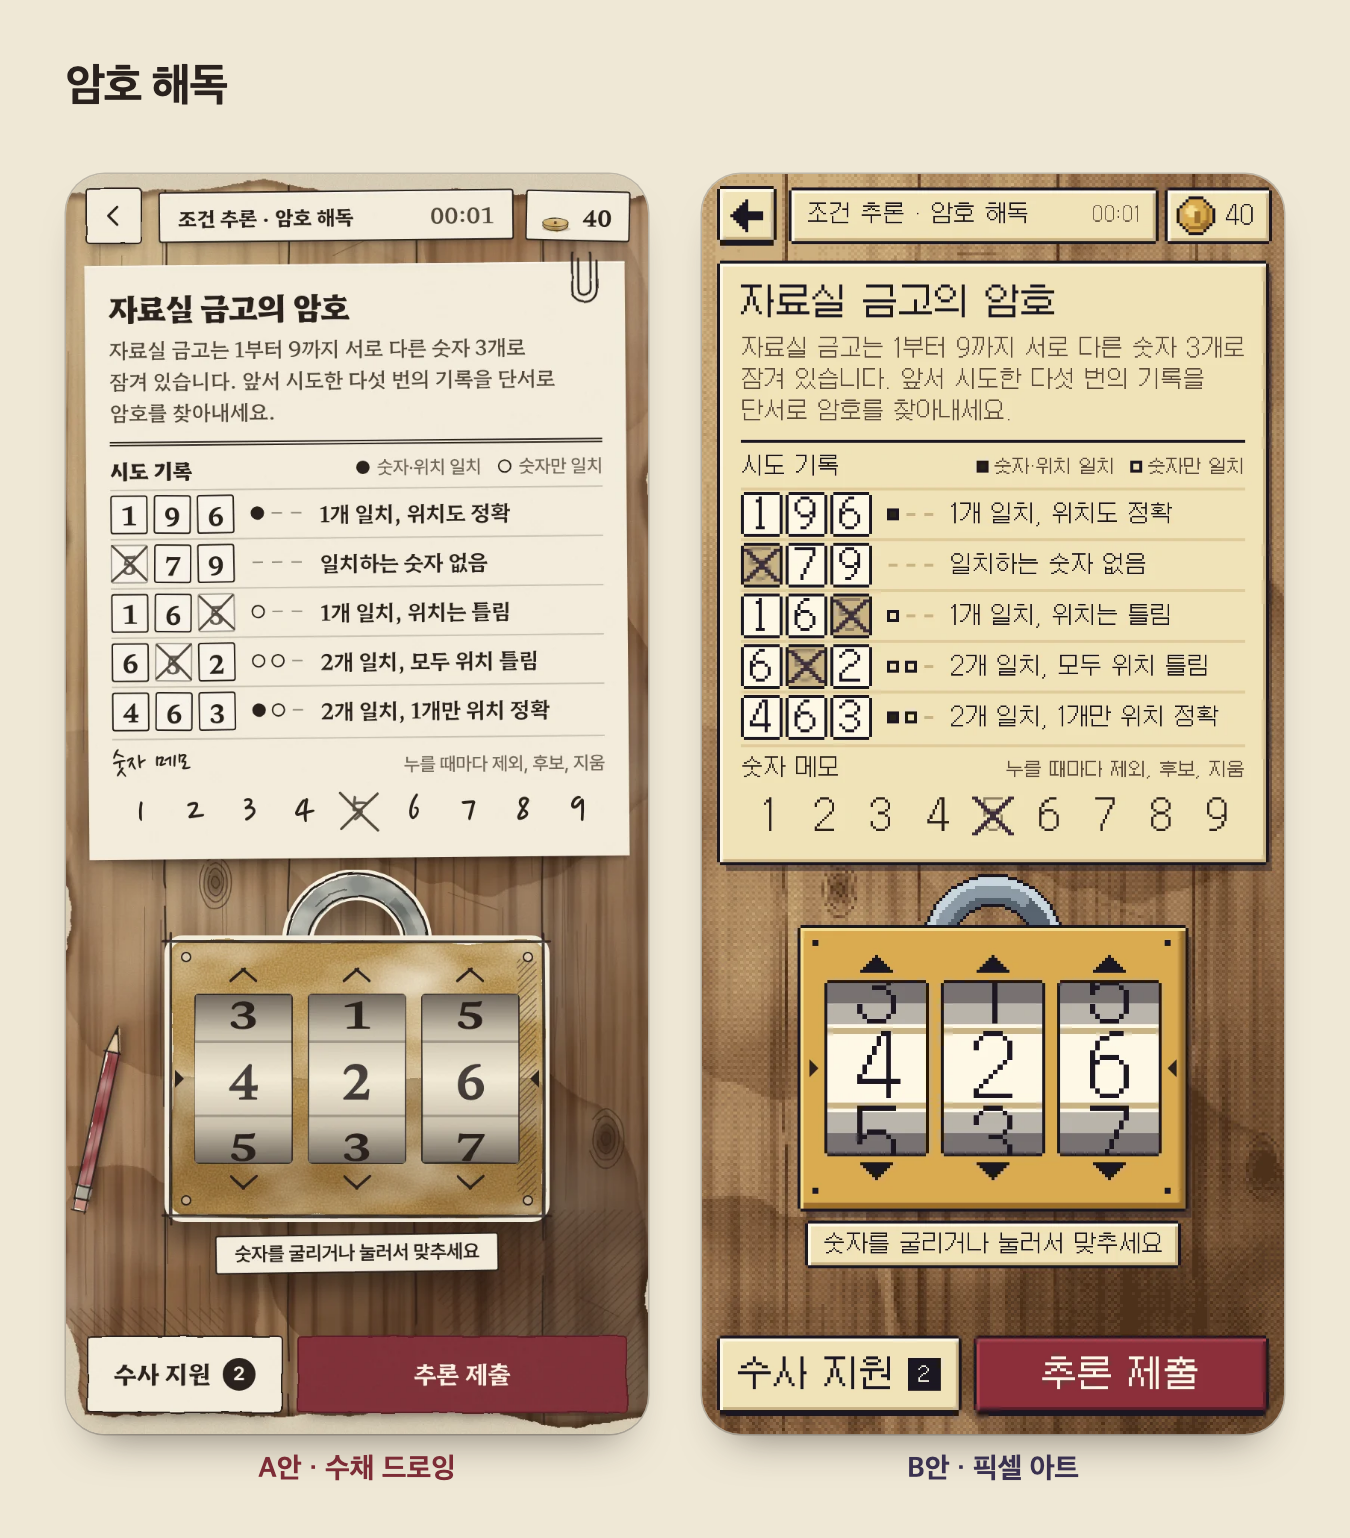 암호 해독
조건 추론 · 암호 해독 00:01 40
자료실 금고의 암호
자료실 금고는 1부터 9까지 서로 다른 숫자 3개로
잠겨 있습니다. 앞서 시도한 다섯 번의 기록을 단서로
암호를 찾아내세요.
시도 기록 ● 숫자·위치 일치 ○ 숫자만 일치
1 9 6 ●-- 1개 일치, 위치도 정확
5 7 9 --- 일치하는 숫자 없음
1 6 5 ○-- 1개 일치, 위치는 틀림
6 5 2 ○○- 2개 일치, 모두 위치 틀림
4 6 3 ●○- 2개 일치, 1개만 위치 정확
숫자 메모 누를 때마다 제외, 후보, 지움
1 2 3 4 5 6 7 8 9
3 1 5
4 2 6
5 3 7
숫자를 굴리거나 눌러서 맞추세요
수사 지원 2 추론 제출
A안 · 수채 드로잉
조건 추론 · 암호 해독 00:01 40
자료실 금고의 암호
자료실 금고는 1부터 9까지 서로 다른 숫자 3개로
잠겨 있습니다. 앞서 시도한 다섯 번의 기록을
단서로 암호를 찾아내세요.
시도 기록 ■ 숫자·위치 일치 □ 숫자만 일치
1 9 6 ■-- 1개 일치, 위치도 정확
7 9 --- 일치하는 숫자 없음
1 6 □-- 1개 일치, 위치는 틀림
6 2 □□- 2개 일치, 모두 위치 틀림
4 6 3 ■□- 2개 일치, 1개만 위치 정확
숫자 메모 누를 때마다 제외, 후보, 지움
1 2 3 4 5 6 7 8 9
3 1 5
4 2 6
5 3 7
숫자를 굴리거나 눌러서 맞추세요
수사 지원 2 추론 제출
B안 · 픽셀 아트